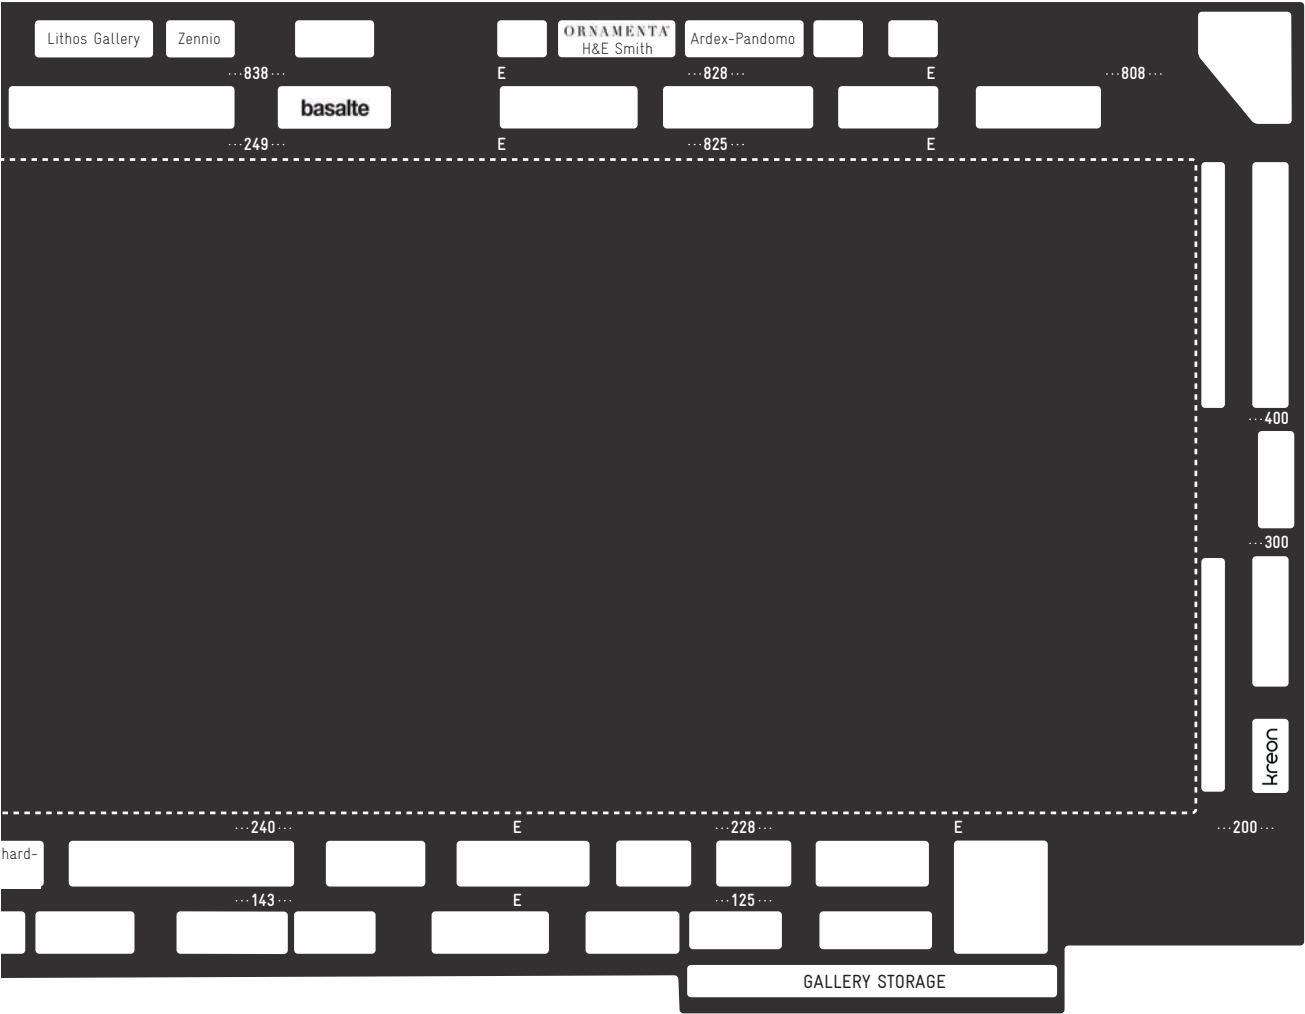 Lithos Gallery
Zennio
ORNAMENTA®
H&E Smith
Ardex-Pandomo
···838···
E
···828···
E
···808···
basalte
···249···
E
···825···
E
···400
···300
kreon
···240···
E
···228···
E
···200···
hard-
···143···
E
···125···
GALLERY STORAGE